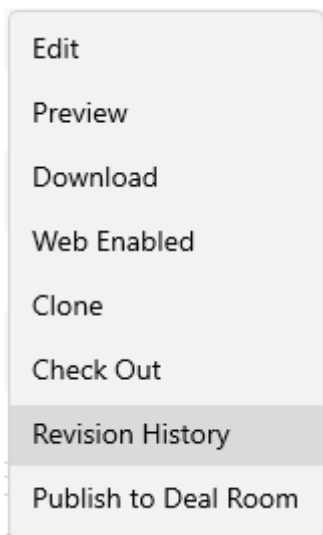 Edit
Preview
Download
Web Enabled
Clone
Check Out
Revision History
Publish to Deal Room